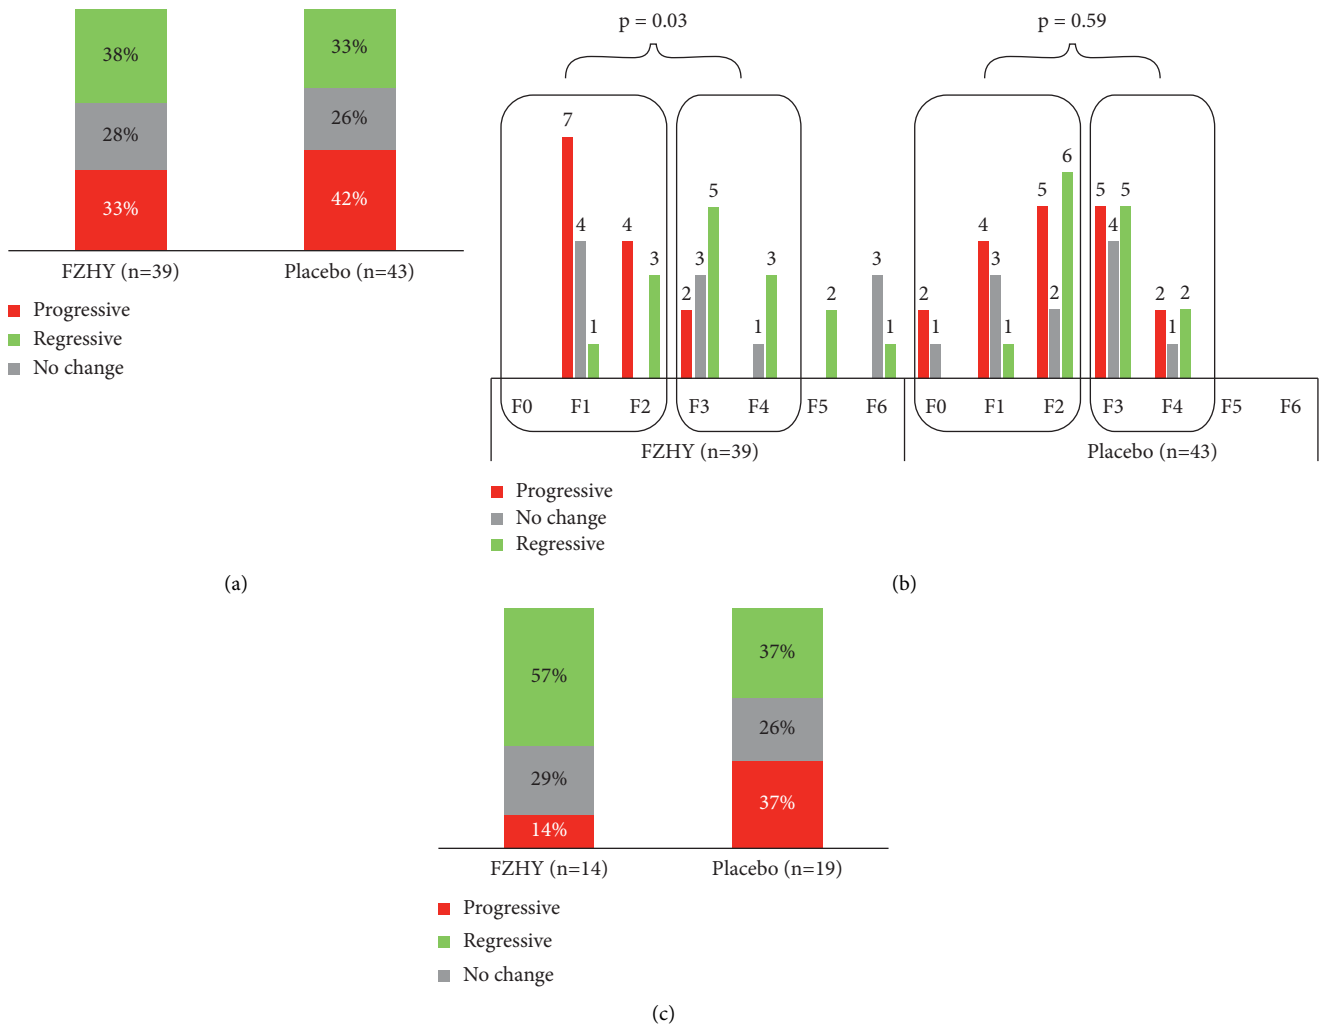 38%
28%
33%
33%
26%
42%
FZHY (n=39)
Placebo (n=43)
Progressive
Regressive
No change
(a)
p = 0.03
p = 0.59
7
4
1
4
3
2
3
5
1
3
2
3
1
2
1
4
3
1
5
2
6
5
4
5
2
1
2
F0 F1 F2 F3 F4 F5 F6 F0 F1 F2 F3 F4 F5 F6
FZHY (n=39)
Placebo (n=43)
Progressive
No change
Regressive
(b)
57%
29%
14%
37%
26%
37%
FZHY (n=14)
Placebo (n=19)
Progressive
Regressive
No change
(c)